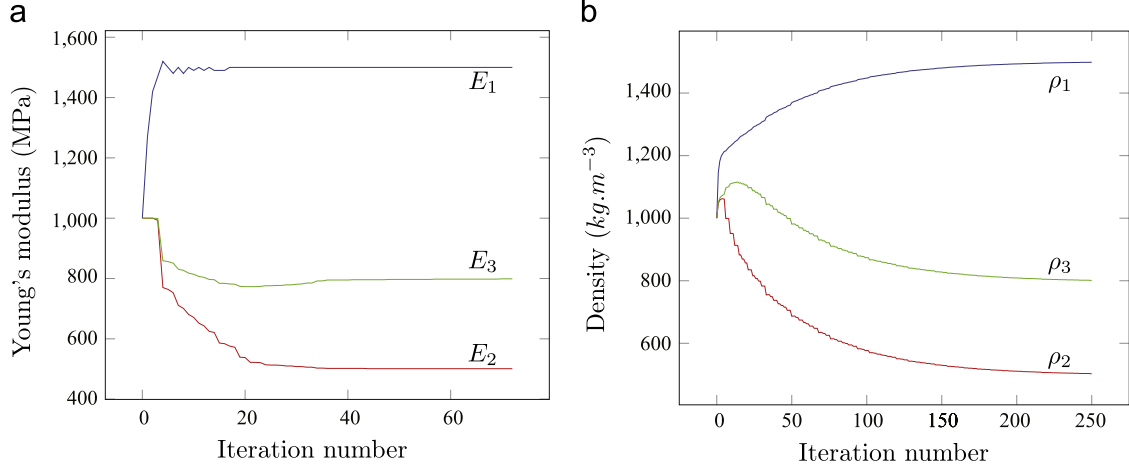 a
1,600
1,400
1,200
1,000
800
600
400
Young's modulus (MPa)
E₁
E₃
E₂
0 20 40 60
Iteration number
b
1,400
1,200
1,000
800
600
Density (kg.m⁻³)
ρ₁
ρ₃
ρ₂
0 50 100 150 200 250
Iteration number